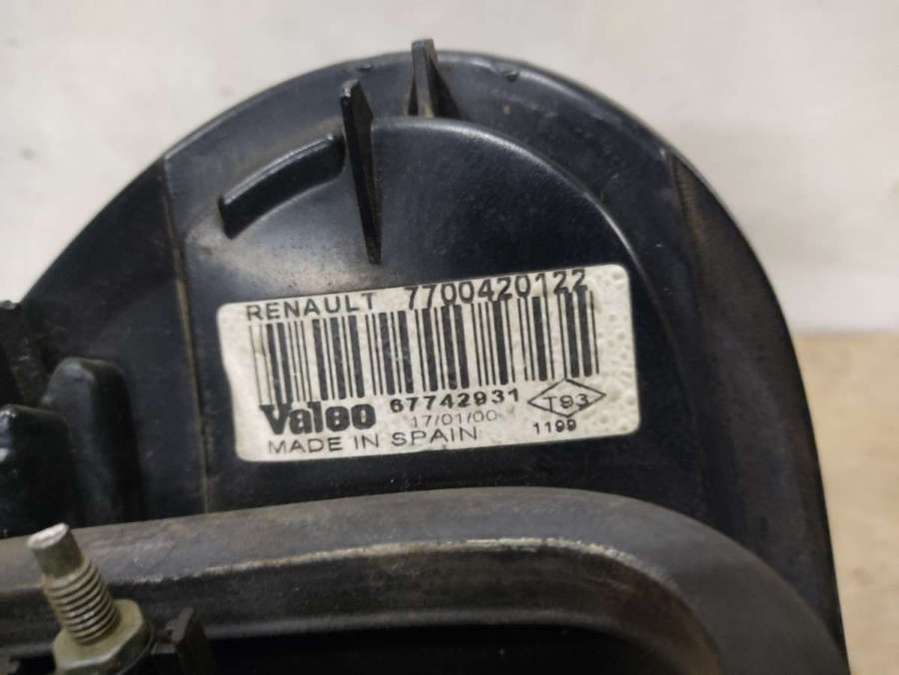 RENAULT 7700420122
Valeo 67742931 T93
17/01/00
MADE IN SPAIN 1199